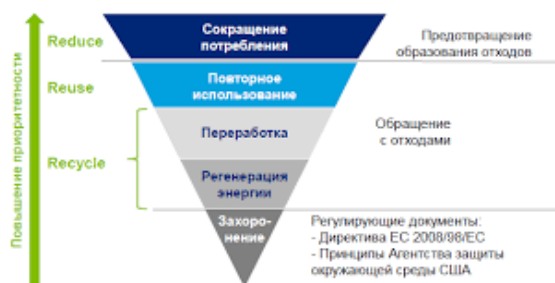 Повышение приоритетности
Reduce
Сокращение
потребления
Предотвращение
образования отходов
Reuse
Повторное
использование
Recycle
Переработка
Обращение
с отходами
Регенерация
энергии
Захоро-
нение
Регулирующие документы:
- Директива ЕС 2008/98/ЕС
- Принципы Агентства защиты
окружающей среды США